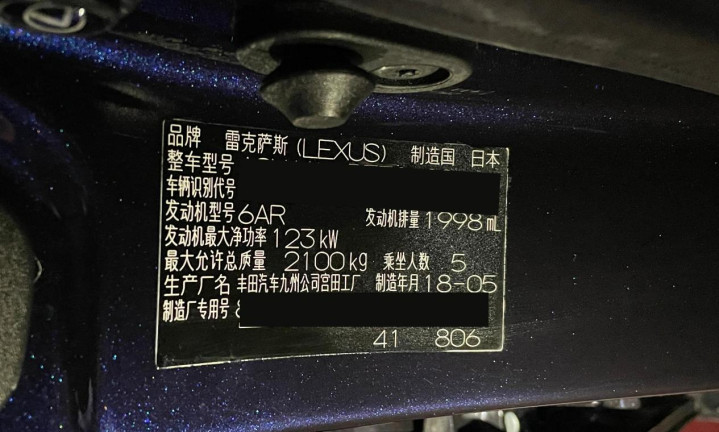 品牌 雷克萨斯(LEXUS) 制造国 日本
整车型号
车辆识别代号
发动机型号 6AR 发动机排量 1998 mL
发动机最大净功率 123 kW
最大允许总质量 2100 kg 乘坐人数 5
生产厂名 丰田汽车九州公司宫田工厂 制造年月 18-05
制造厂专用号
41 806